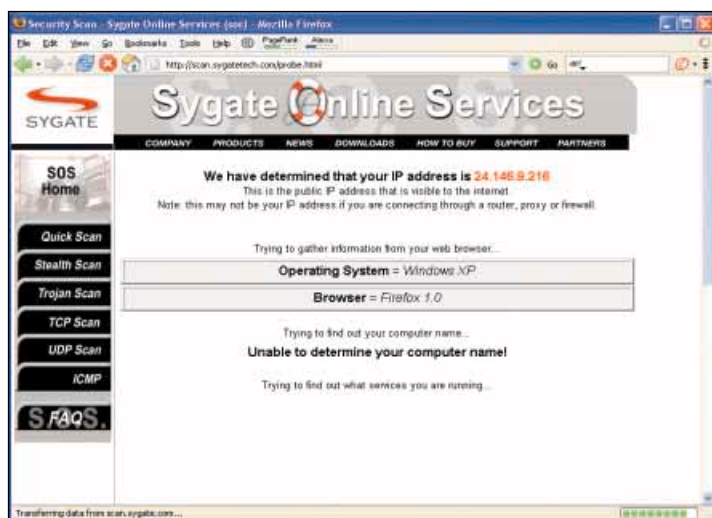 Security Scan - Sygate Online Services (sos) - Mozilla Firefox
File Edit View Go Bookmarks Tools Help PageRank Alexa
http://scan.sygatetech.com/probe.html Go
SYGATE
Sygate Online Services
COMPANY PRODUCTS NEWS DOWNLOADS HOW TO BUY SUPPORT PARTNERS
SOS
Home
Quick Scan
Stealth Scan
Trojan Scan
TCP Scan
UDP Scan
ICMP
S.O.S. FAQ
We have determined that your IP address is 24.146.9.216
This is the public IP address that is visible to the internet.
Note: this may not be your IP address if you are connecting through a router, proxy or firewall.
Trying to gather information from your web browser...
Operating System = Windows XP
Browser = Firefox 1.0
Trying to find out your computer name...
Unable to determine your computer name!
Trying to find out what services you are running...
Transferring data from scan.sygate.com...